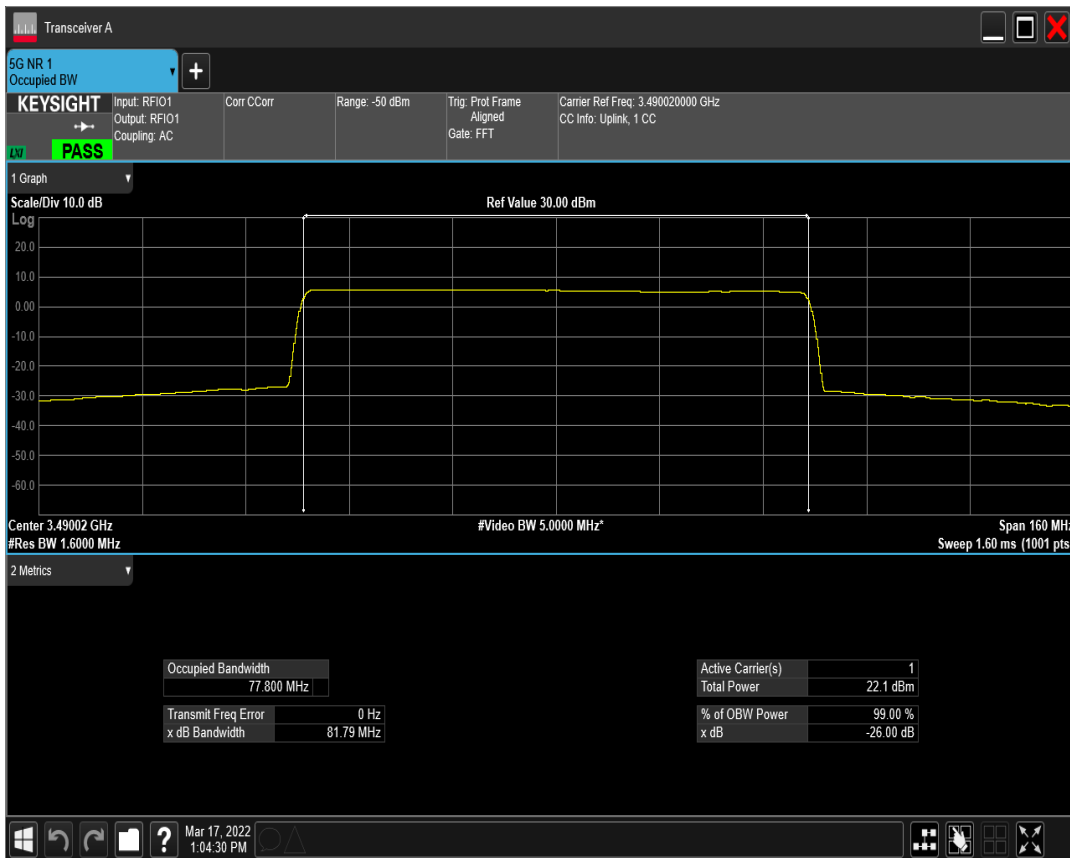 Transceiver A
5G NR 1
Occupied BW
+
KEYSIGHT
LXI
PASS
Input: RFIO1
Output: RFIO1
Coupling: AC
Corr CCorr
Range: -50 dBm
Trig: Prot Frame
Aligned
Gate: FFT
Carrier Ref Freq: 3.490020000 GHz
CC Info: Uplink, 1 CC
1 Graph
Scale/Div 10.0 dB
Ref Value 30.00 dBm
Log
20.0
10.0
0.00
-10.0
-20.0
-30.0
-40.0
-50.0
-60.0
Center 3.49002 GHz
#Video BW 5.0000 MHz*
Span 160 MHz
#Res BW 1.6000 MHz
Sweep 1.60 ms (1001 pts
2 Metrics
Occupied Bandwidth
77.800 MHz
Transmit Freq Error 0 Hz
x dB Bandwidth 81.79 MHz
Active Carrier(s) 1
Total Power 22.1 dBm
% of OBW Power 99.00 %
x dB -26.00 dB
?
Mar 17, 2022
1:04:30 PM